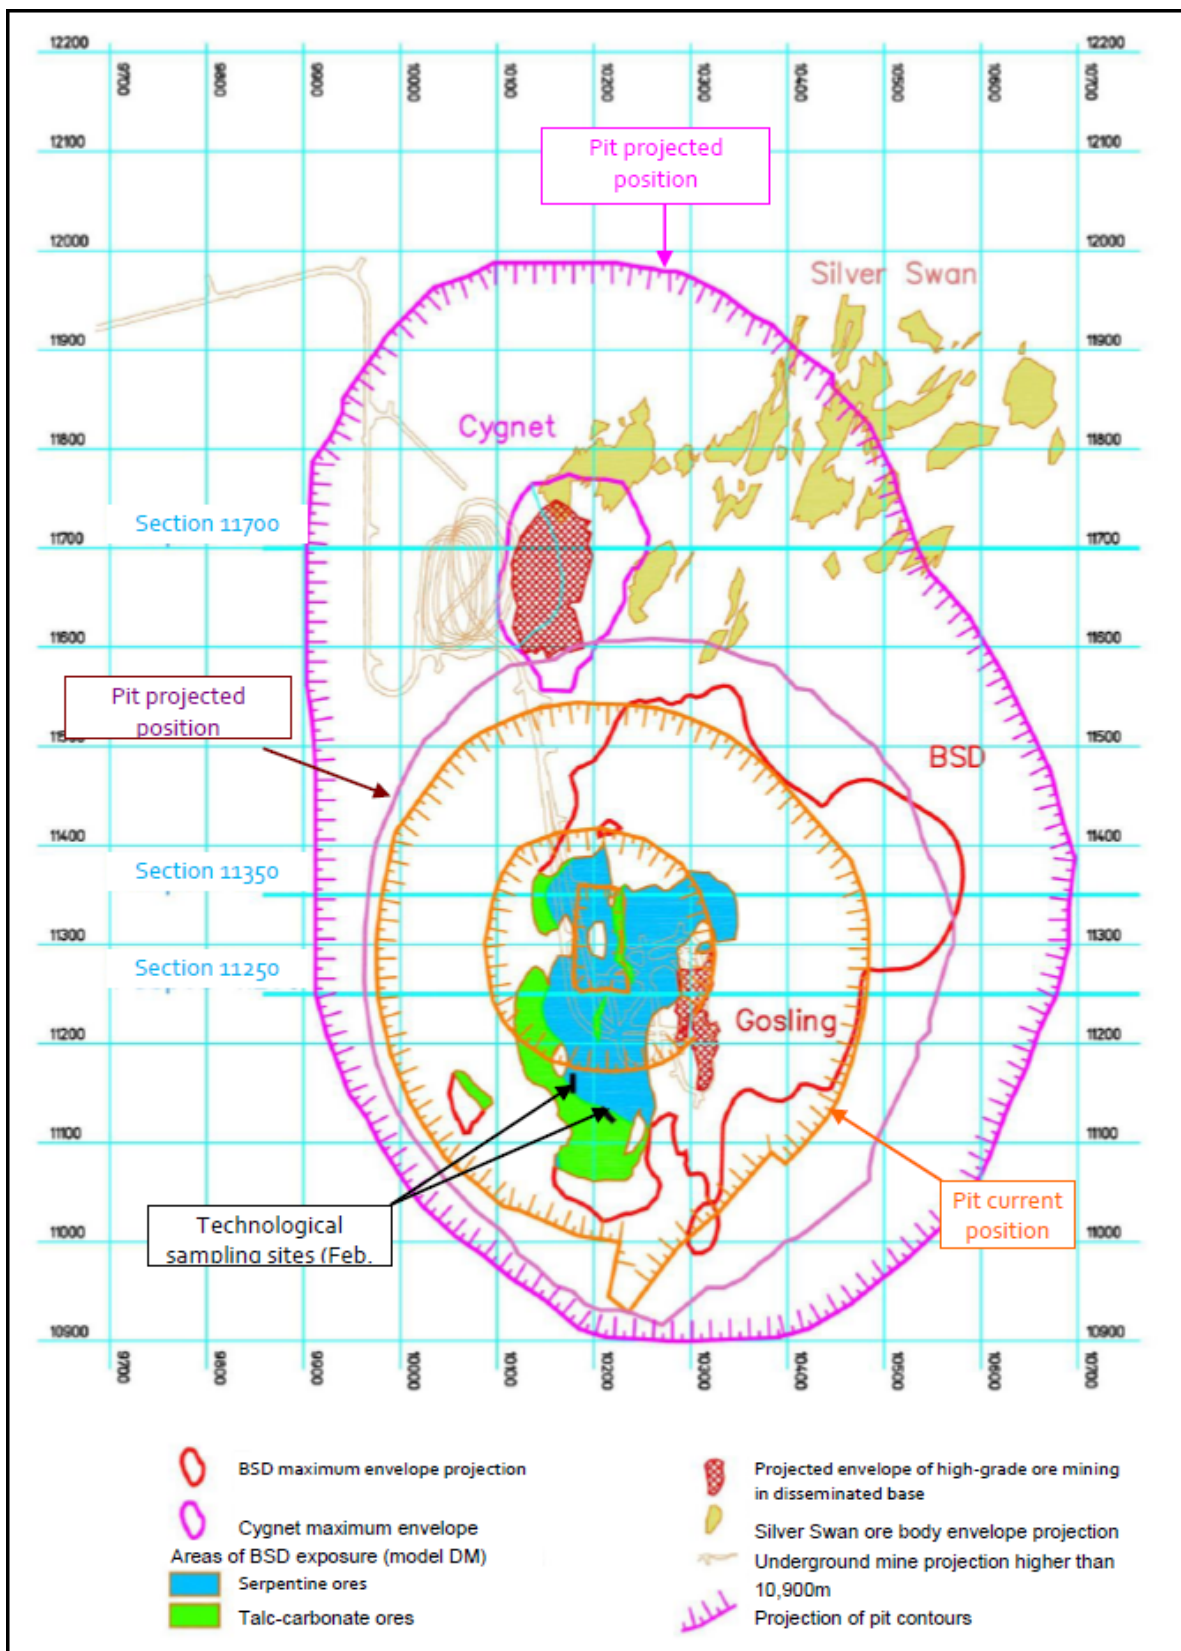 12200
12200
9700
9800
9900
10000
10100
10200
10300
10400
10500
10600
10700
12100
12100
Pit projected
position
12000
12000
Silver Swan
11900
11900
Cygnet
11800
11800
Section 11700
11700
11700
11600
11600
Pit projected
position
11500
BSD
11400
11400
Section 11350
11300
11300
Section 11250
Gosling
11200
11200
11100
11100
Pit current
position
Technological
sampling sites (Feb.
11000
11000
10900
10900
9700
9800
9900
10000
10100
10200
10300
10400
10500
10600
10700
BSD maximum envelope projection
Cygnet maximum envelope
Areas of BSD exposure (model DM)
Serpentine ores
Talc-carbonate ores
Projected envelope of high-grade ore mining
in disseminated base
Silver Swan ore body envelope projection
Underground mine projection higher than
10,900m
Projection of pit contours